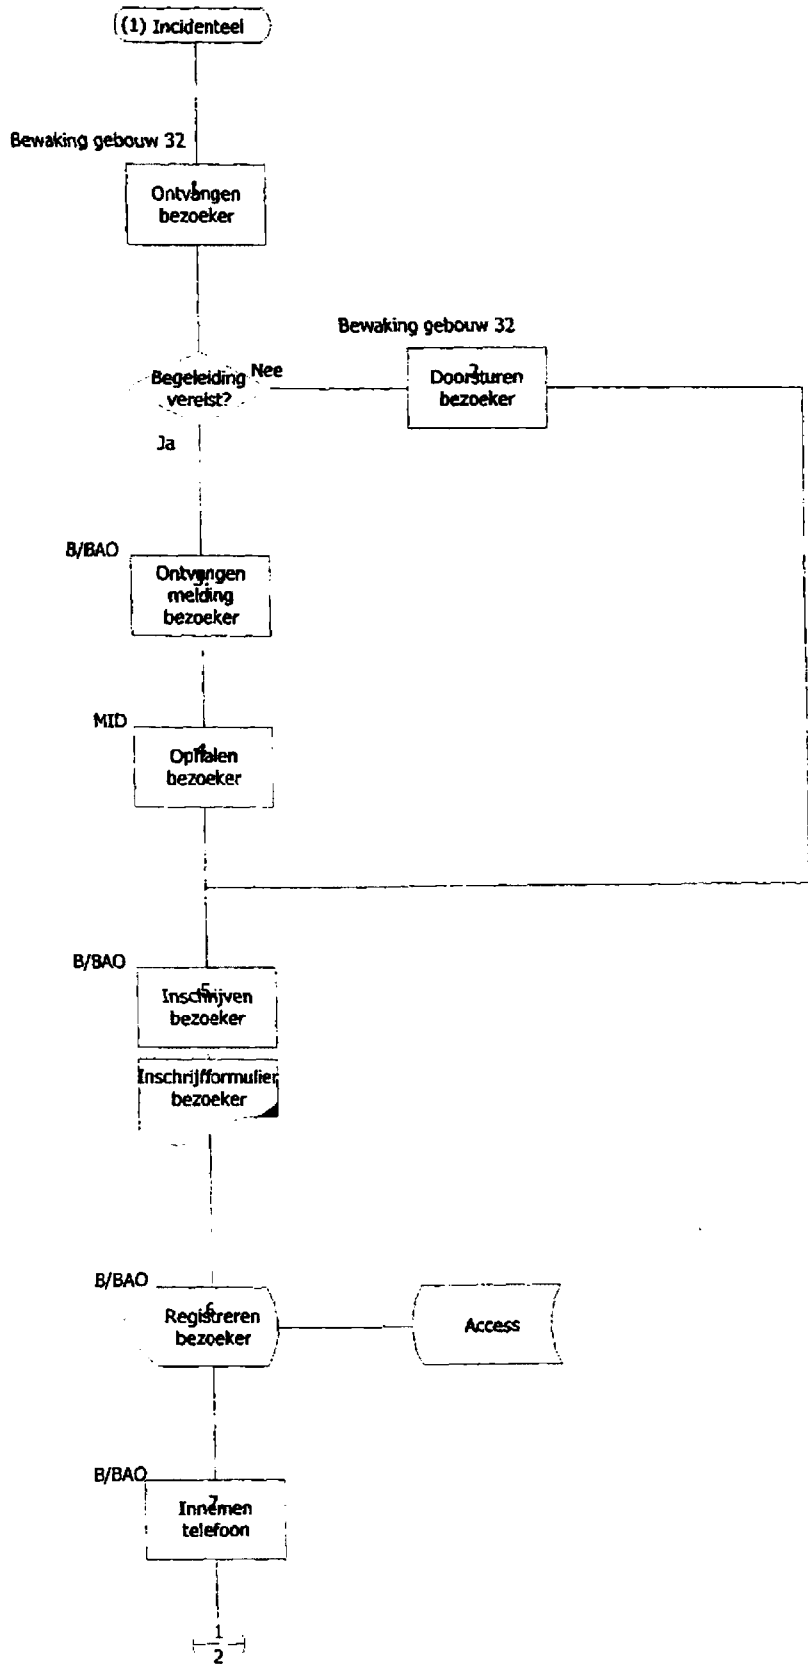 (1) Incidenteel
Bewaking gebouw 32
1
Ontvangen
bezoeker
Bewaking gebouw 32
Begeleiding
vereist?
Nee
2
Doorsturen
bezoeker
Ja
B/BAO
3.
Ontvangen
melding
bezoeker
MID
4
Ophalen
bezoeker
B/BAO
5
Inschrijven
bezoeker
Inschrijfformulier
bezoeker
B/BAO
6
Registreren
bezoeker
Access
B/BAO
7
Innemen
telefoon
1
2